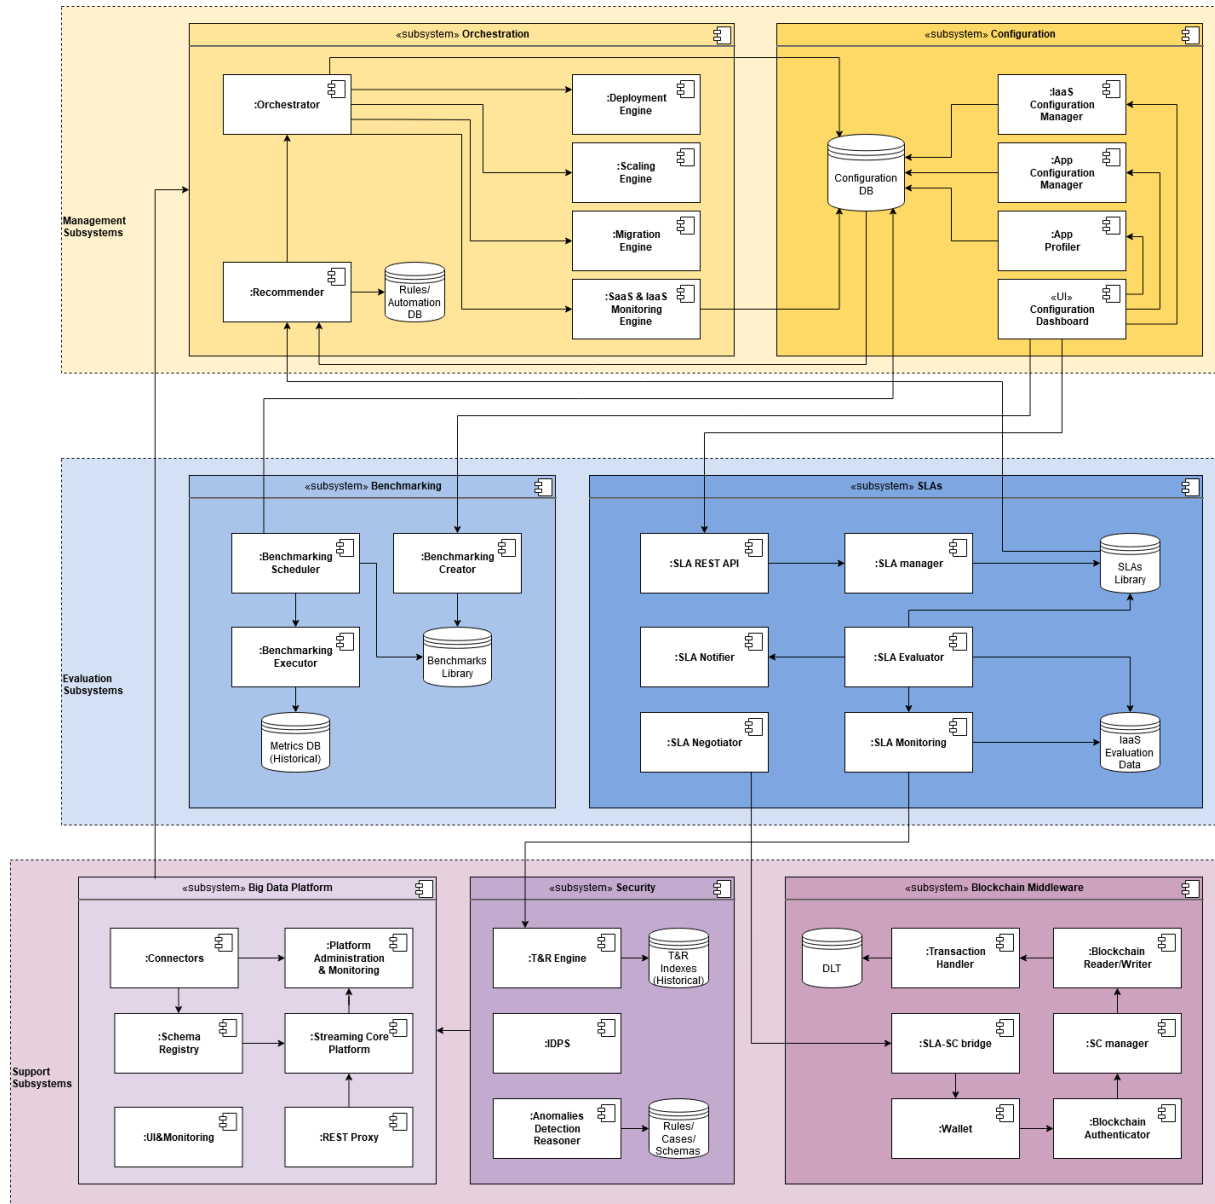 Management
Subsystems
«subsystem» Orchestration
:Orchestrator
:Deployment
Engine
:Scaling
Engine
:Migration
Engine
:Recommender
Rules/
Automation
DB
:SaaS & IaaS
Monitoring
Engine
«subsystem» Configuration
Configuration
DB
:IaaS
Configuration
Manager
:App
Configuration
Manager
:App
Profiler
«UI»
Configuration
Dashboard
Evaluation
Subsystems
«subsystem» Benchmarking
:Benchmarking
Scheduler
:Benchmarking
Creator
:Benchmarking
Executor
Benchmarks
Library
Metrics DB
(Historical)
«subsystem» SLAs
:SLA REST API
:SLA manager
SLAs
Library
:SLA Notifier
:SLA Evaluator
:SLA Negotiator
:SLA Monitoring
IaaS
Evaluation
Data
Support
Subsystems
«subsystem» Big Data Platform
:Connectors
:Platform
Administration
& Monitoring
:Schema
Registry
:Streaming Core
Platform
:UI&Monitoring
:REST Proxy
«subsystem» Security
:T&R Engine
T&R
Indexes
(Historical)
:IDPS
:Anomalies
Detection
Reasoner
Rules/
Cases/
Schemas
«subsystem» Blockchain Middleware
DLT
:Transaction
Handler
:Blockchain
Reader/Writer
:SLA-SC bridge
:SC manager
:Wallet
:Blockchain
Authenticator